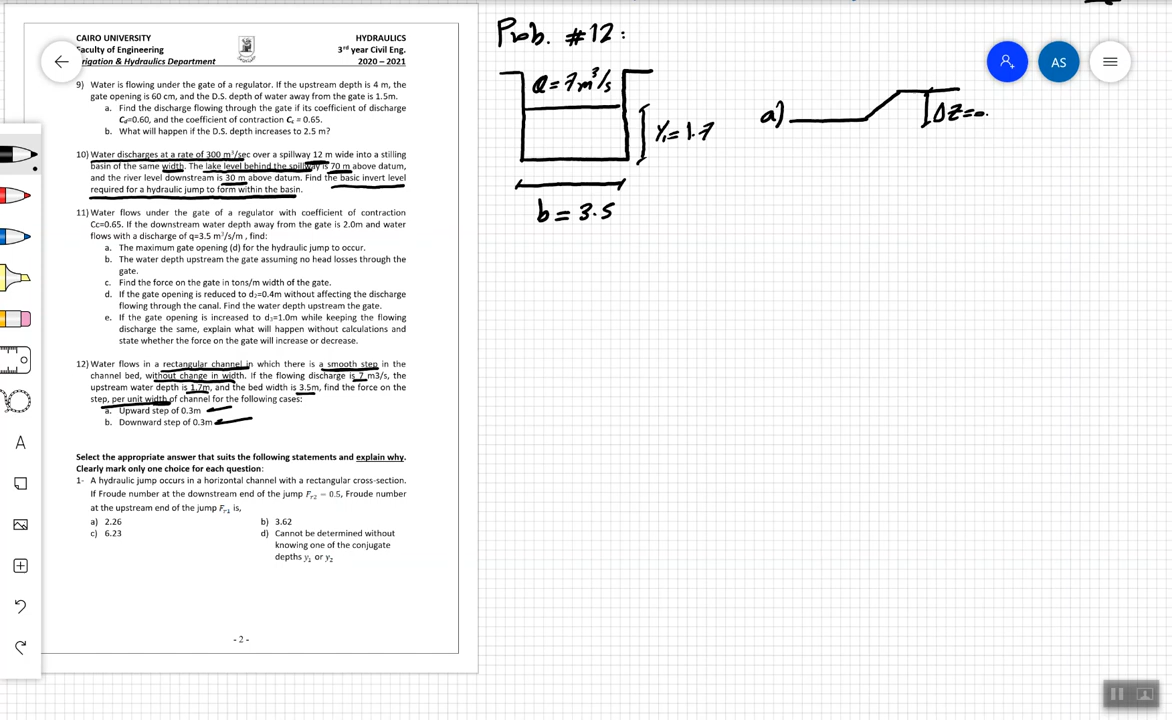 CAIRO UNIVERSITY
HYDRAULICS
Faculty of Engineering
3rd year Civil Eng.
rrigation & Hydraulics Department
2020 – 2021
9) Water is flowing under the gate of a regulator. If the upstream depth is 4 m, the
gate opening is 60 cm, and the D.S. depth of water away from the gate is 1.5m.
a. Find the discharge flowing through the gate if its coefficient of discharge
Cd=0.60, and the coefficient of contraction Cc = 0.65.
b. What will happen if the D.S. depth increases to 2.5 m?
10) Water discharges at a rate of 300 m3/sec over a spillway 12 m wide into a stilling
basin of the same width. The lake level behind the spillway is 70 m above datum,
and the river level downstream is 30 m above datum. Find the basic invert level
required for a hydraulic jump to form within the basin.
11) Water flows under the gate of a regulator with coefficient of contraction
Cc=0.65. If the downstream water depth away from the gate is 2.0m and water
flows with a discharge of q=3.5 m3/s/m , find:
a. The maximum gate opening (d) for the hydraulic jump to occur.
b. The water depth upstream the gate assuming no head losses through the
gate.
c. Find the force on the gate in tons/m width of the gate.
d. If the gate opening is reduced to d2=0.4m without affecting the discharge
flowing through the canal. Find the water depth upstream the gate.
e. If the gate opening is increased to d3=1.0m while keeping the flowing
discharge the same, explain what will happen without calculations and
state whether the force on the gate will increase or decrease.
12) Water flows in a rectangular channel in which there is a smooth step in the
channel bed, without change in width. If the flowing discharge is 7 m3/s, the
upstream water depth is 1.7m, and the bed width is 3.5m, find the force on the
step, per unit width of channel for the following cases:
a. Upward step of 0.3m
b. Downward step of 0.3m
Select the appropriate answer that suits the following statements and explain why.
Clearly mark only one choice for each question:
1- A hydraulic jump occurs in a horizontal channel with a rectangular cross-section.
If Froude number at the downstream end of the jump Fr2 = 0.5, Froude number
at the upstream end of the jump Fr1 is,
a) 2.26
b) 3.62
c) 6.23
d) Cannot be determined without
knowing one of the conjugate
depths y1 or y2
- 2 -
Prob. #12:
Q = 7 m3/s
Y1 = 1.7
b = 3.5
a)
ΔZ=0.
AS
A